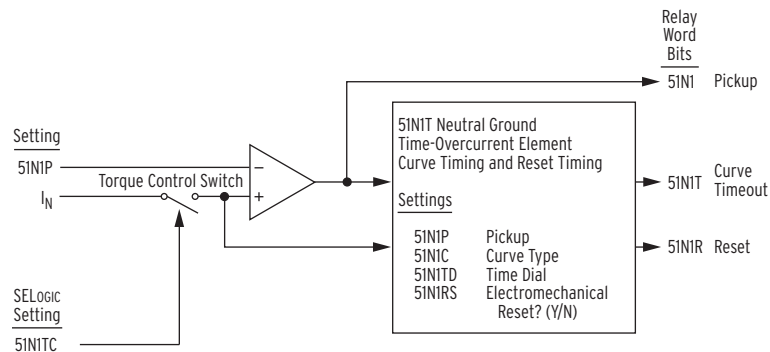 Relay
Word
Bits
51N1 Pickup
Setting
51N1P
I_N
Torque Control Switch
−
+
SELOGIC
Setting
51N1TC
51N1T Neutral Ground
Time-Overcurrent Element
Curve Timing and Reset Timing
Settings
51N1P Pickup
51N1C Curve Type
51N1TD Time Dial
51N1RS Electromechanical
Reset? (Y/N)
51N1T Curve
Timeout
51N1R Reset